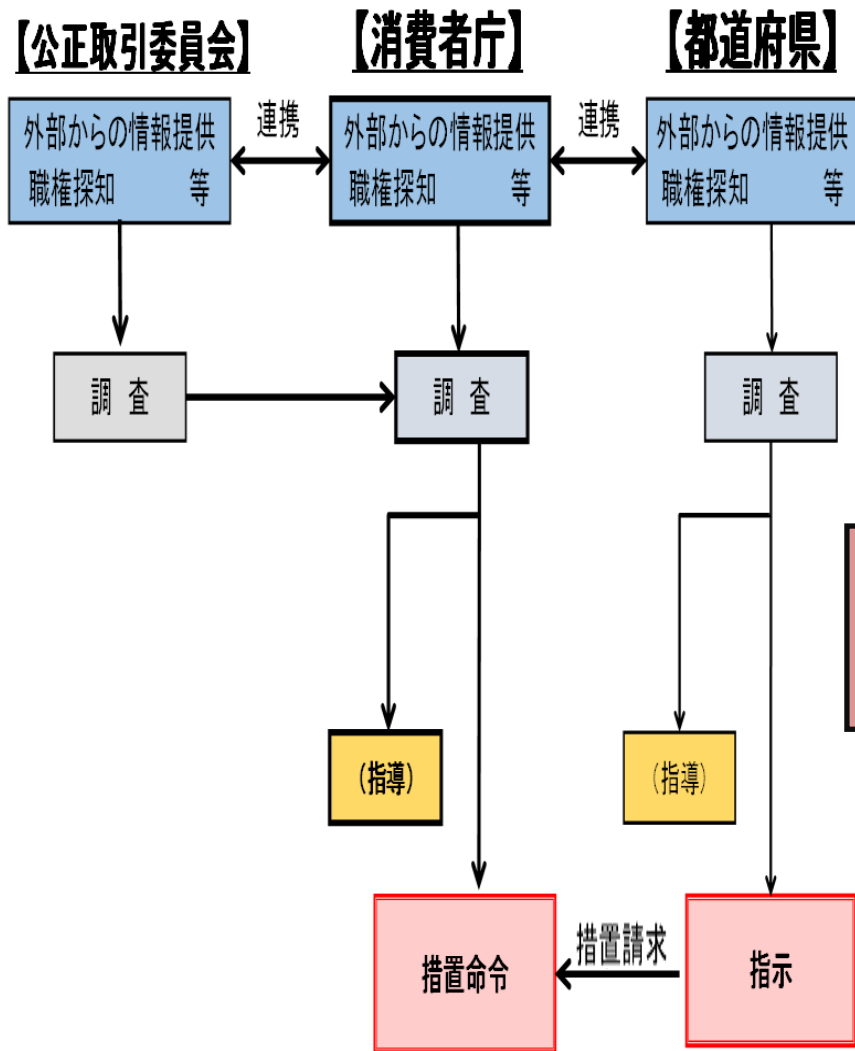 【公正取引委員会】
【消費者庁】
【都道府県】
外部からの情報提供
職権探知 等
連携
外部からの情報提供
職権探知 等
連携
外部からの情報提供
職権探知 等
調 査
調 査
調 査
(指導)
(指導)
措置命令
措置請求
指示